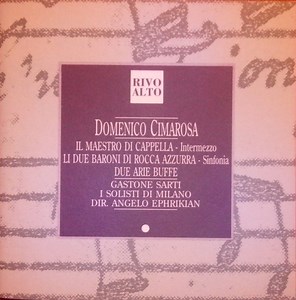 RIVO
ALTO
DOMENICO CIMAROSA
IL MAESTRO DI CAPPELLA - Intermezzo
LI DUE BARONI DI ROCCA AZZURRA - Sinfonia
DUE ARIE BUFFE
GASTONE SARTI
I SOLISTI DI MILANO
DIR. ANGELO EPHRIKIAN